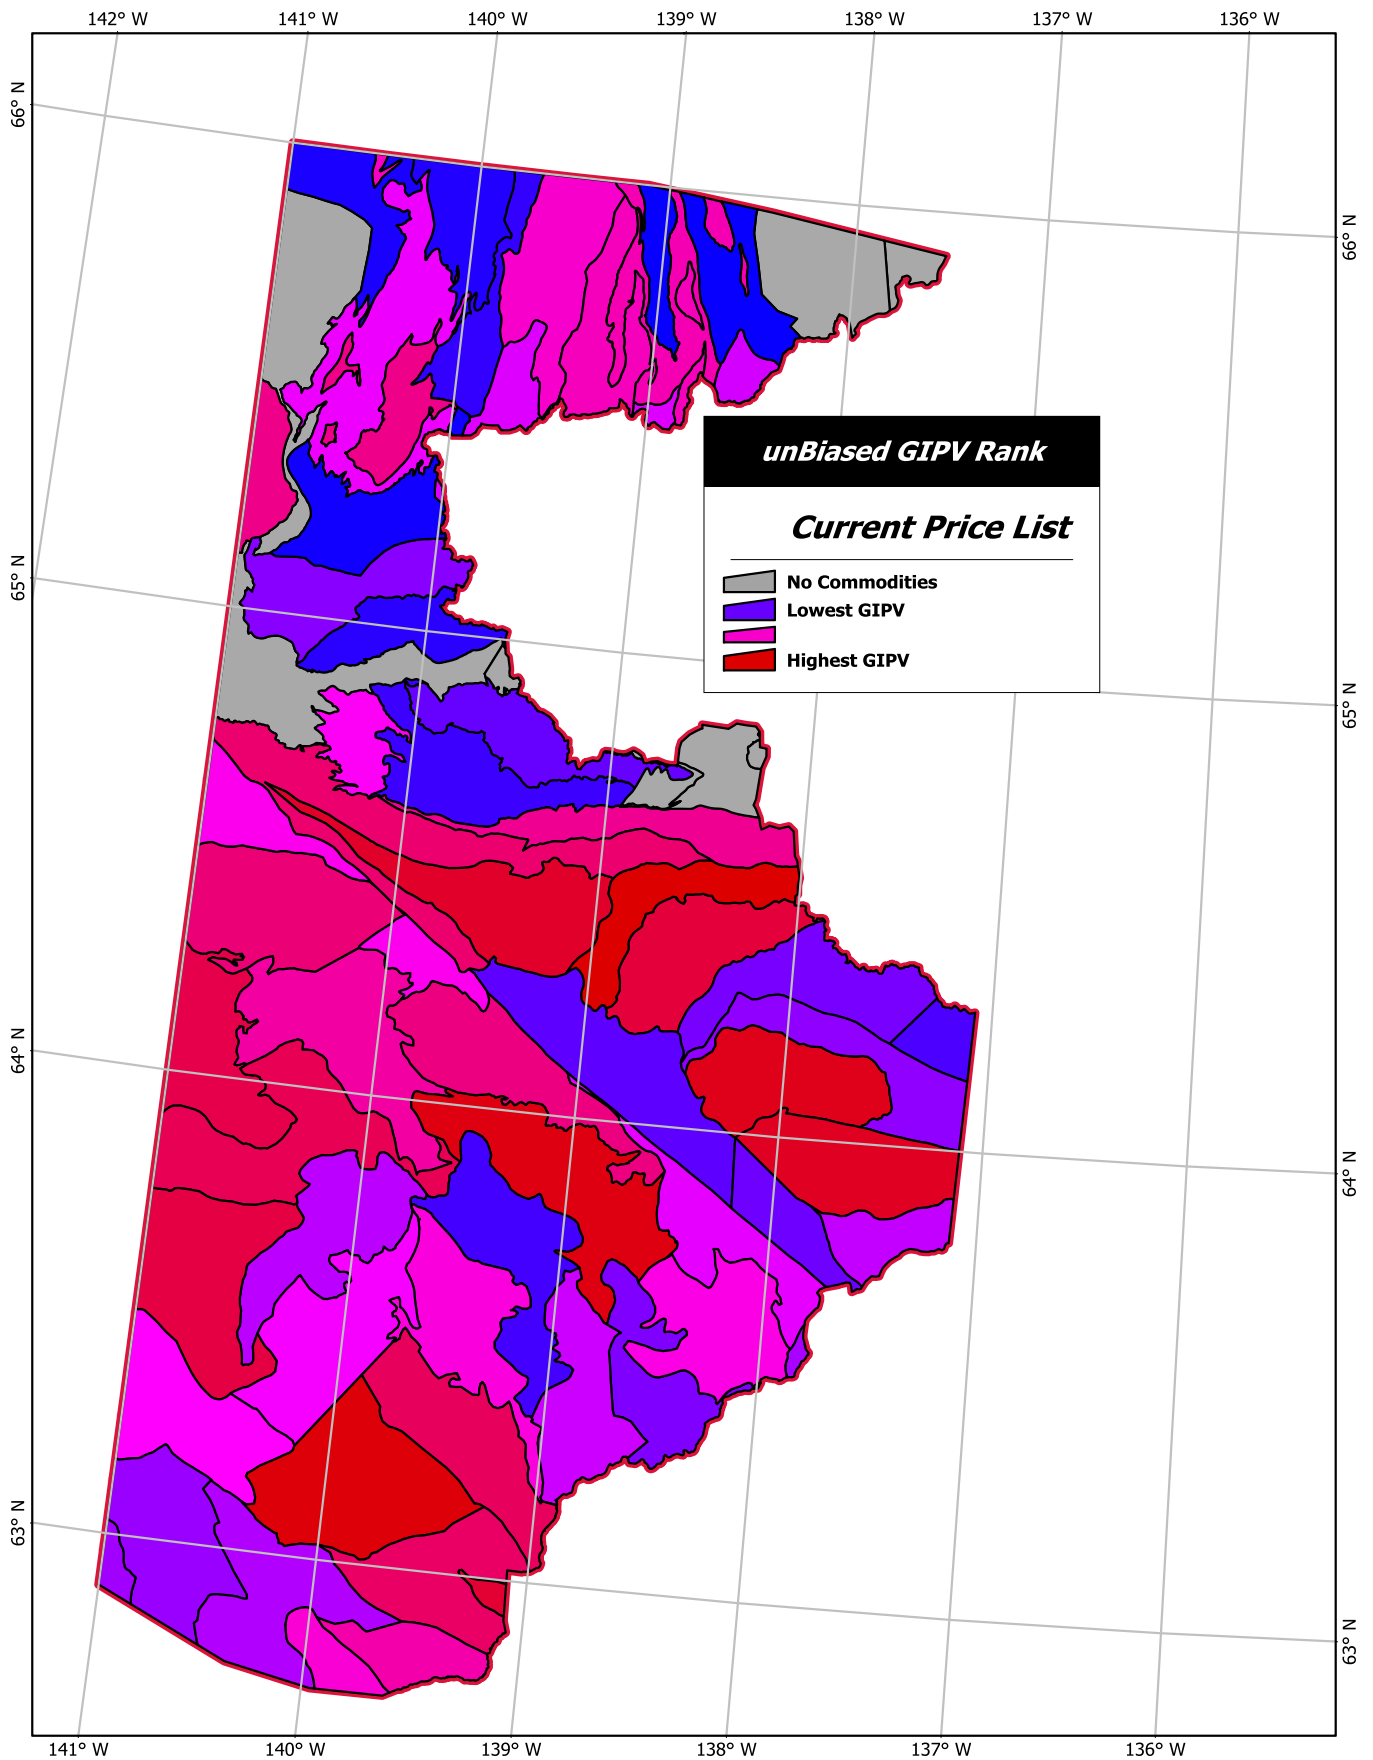 142° W 141° W 140° W 139° W 138° W 137° W 136° W
66° N
66° N
unBiased GIPV Rank
Current Price List
No Commodities
Lowest GIPV
Highest GIPV
65° N
65° N
64° N
64° N
63° N
63° N
141° W 140° W 139° W 138° W 137° W 136° W